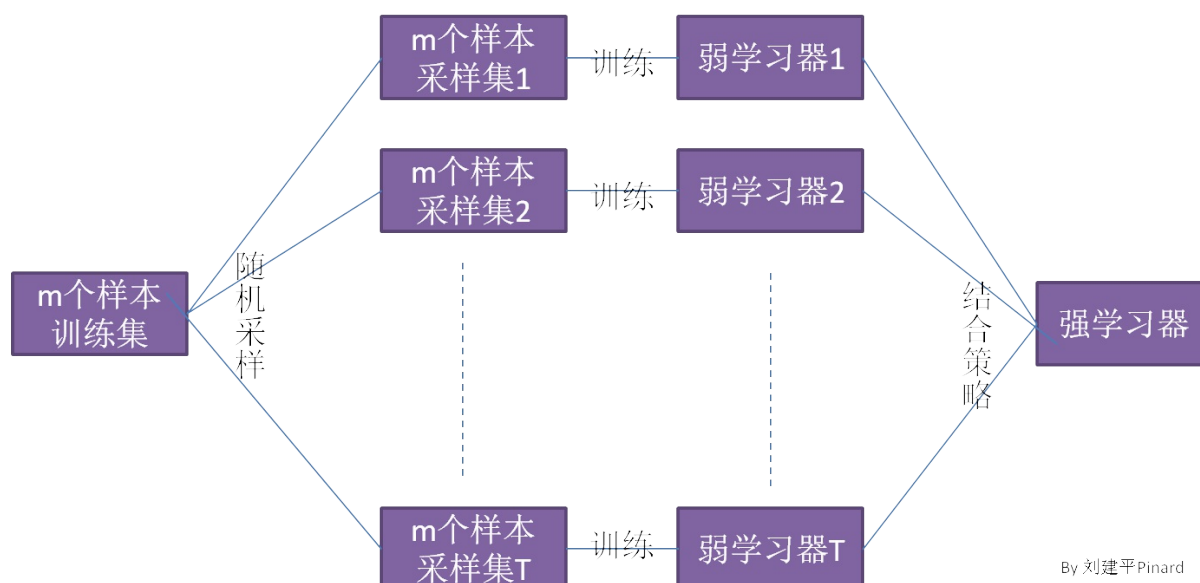 m个样本
采样集1
训练
弱学习器1
m个样本
采样集2
训练
弱学习器2
随机采样
m个样本
训练集
结合策略
强学习器
m个样本
采样集T
训练
弱学习器T
By 刘建平Pinard